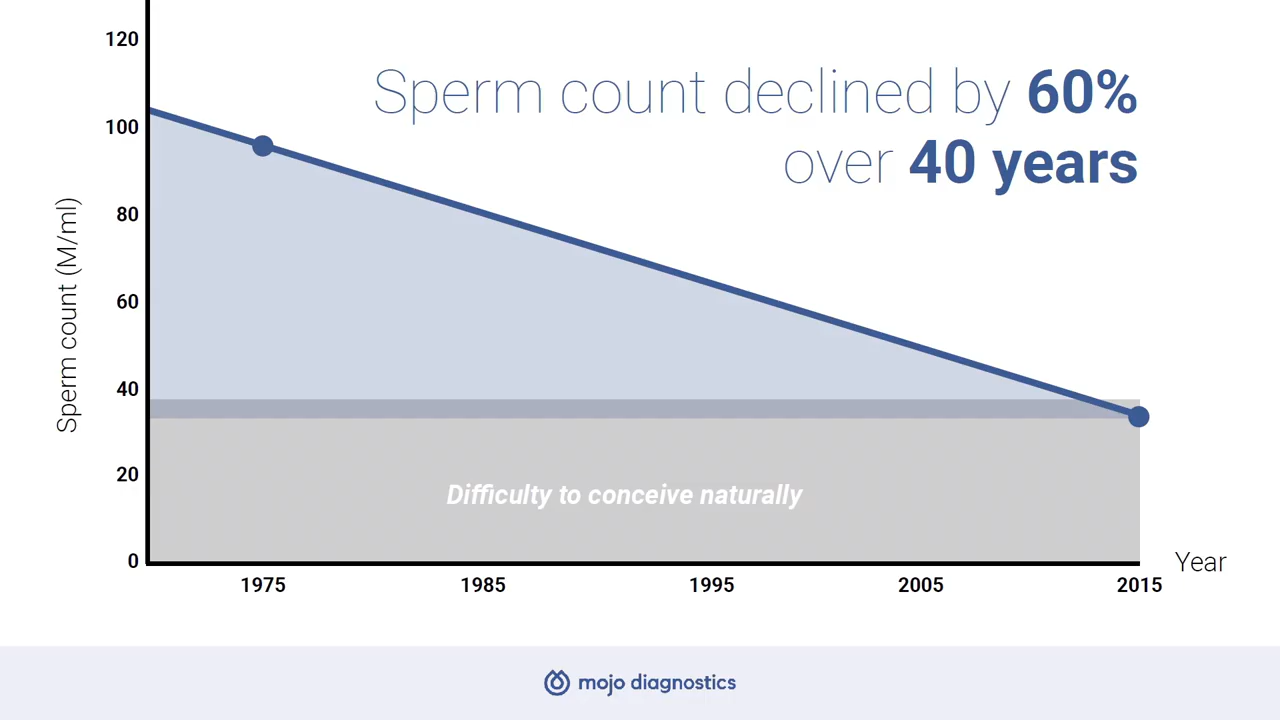 Sperm count declined by 60%
over 40 years
Sperm count (M/ml)
120
100
80
60
40
20
0
Difficulty to conceive naturally
1975
1985
1995
2005
2015
Year
mojo diagnostics